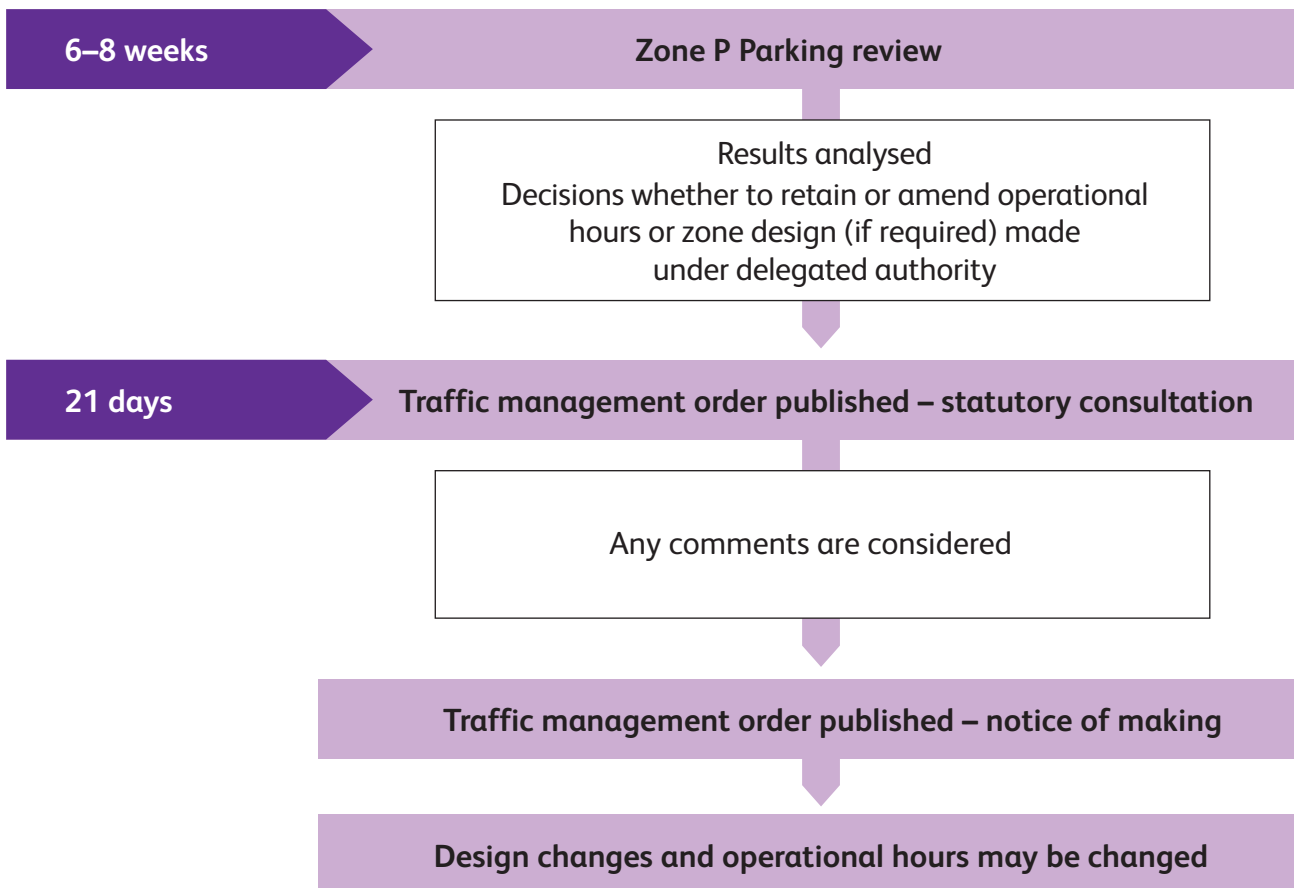 6–8 weeks
Zone P Parking review
Results analysed
Decisions whether to retain or amend operational
hours or zone design (if required) made
under delegated authority
21 days
Traffic management order published – statutory consultation
Any comments are considered
Traffic management order published – notice of making
Design changes and operational hours may be changed